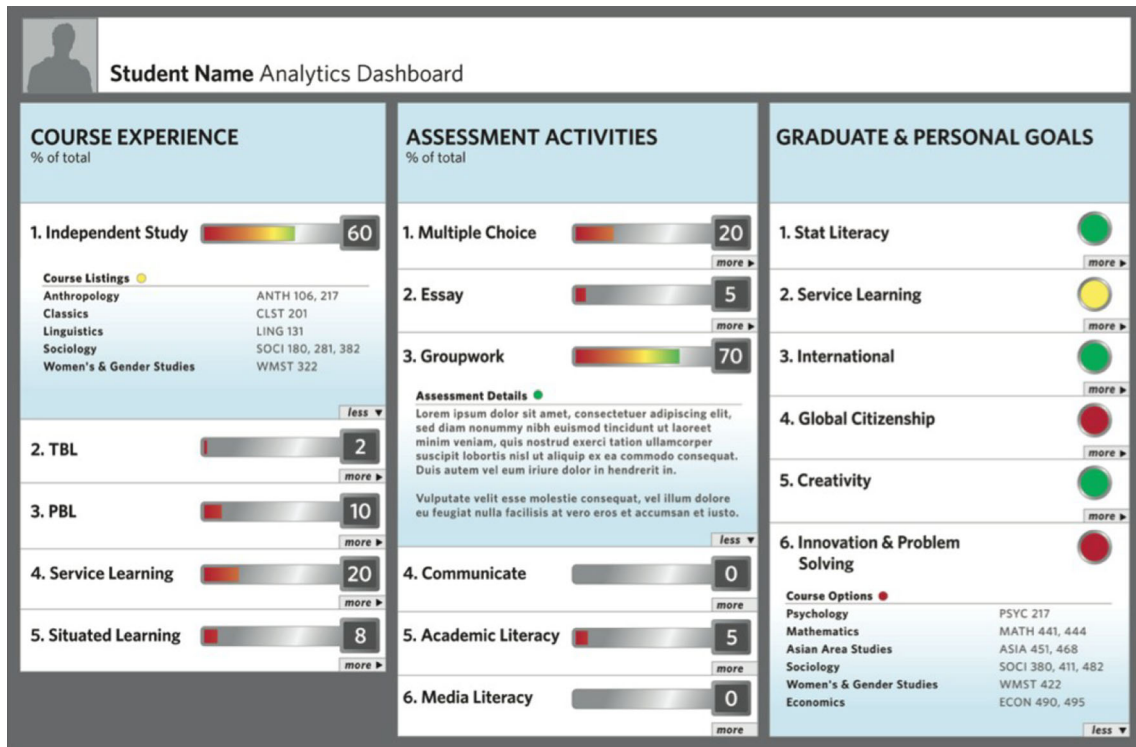 Student Name Analytics Dashboard
COURSE EXPERIENCE
% of total
1. Independent Study 60
Course Listings
Anthropology ANTH 106, 217
Classics CLST 201
Linguistics LING 131
Sociology SOCI 180, 281, 382
Women's & Gender Studies WMST 322
less ▼
2. TBL 2
more ▶
3. PBL 10
more ▶
4. Service Learning 20
more ▶
5. Situated Learning 8
more ▶
ASSESSMENT ACTIVITIES
% of total
1. Multiple Choice 20
more ▶
2. Essay 5
more ▶
3. Groupwork 70
Assessment Details
Lorem ipsum dolor sit amet, consectetuer adipiscing elit,
sed diam nonummy nibh euismod tincidunt ut laoreet
minim veniam, quis nostrud exerci tation ullamcorper
suscipit lobortis nisl ut aliquip ex ea commodo consequat.
Duis autem vel eum iriure dolor in hendrerit in.
Vulputate velit esse molestie consequat, vel illum dolore
eu feugiat nulla facilisis at vero eros et accumsan et iusto.
less ▼
4. Communicate 0
more
5. Academic Literacy 5
more
6. Media Literacy 0
more
GRADUATE & PERSONAL GOALS
1. Stat Literacy
more ▶
2. Service Learning
more ▶
3. International
more ▶
4. Global Citizenship
more ▶
5. Creativity
more ▶
6. Innovation & Problem
Solving
Course Options
Psychology PSYC 217
Mathematics MATH 441, 444
Asian Area Studies ASIA 451, 468
Sociology SOCI 380, 411, 482
Women's & Gender Studies WMST 422
Economics ECON 490, 495
less ▼